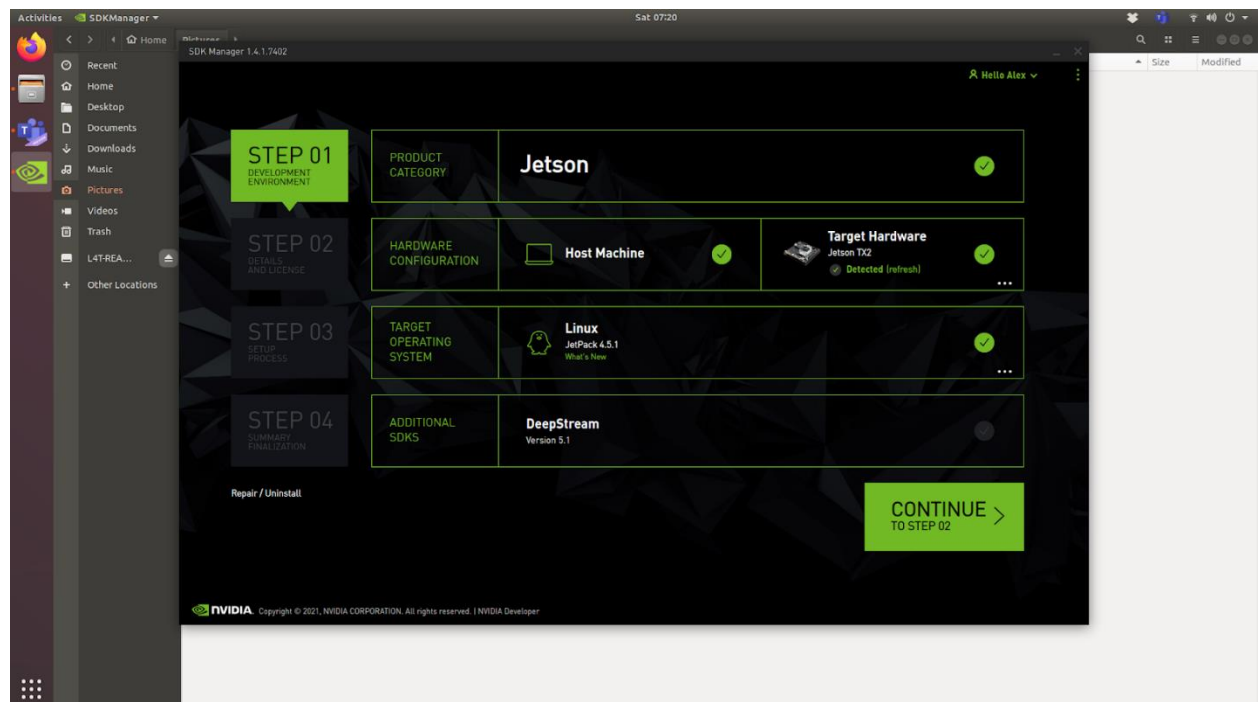 Activities
SDKManager
Sat 07:20
Home
Pictures
Size
Modified
Recent
Home
Desktop
Documents
Downloads
Music
Pictures
Videos
Trash
L4T-REA...
Other Locations
SDK Manager 1.4.1.7402
Hello Alex
STEP 01
DEVELOPMENT
ENVIRONMENT
PRODUCT
CATEGORY
Jetson
STEP 02
DETAILS
AND LICENSE
HARDWARE
CONFIGURATION
Host Machine
Target Hardware
Jetson TX2
Detected (refresh)
...
STEP 03
SETUP
PROCESS
TARGET
OPERATING
SYSTEM
Linux
JetPack 4.5.1
What's New
...
STEP 04
SUMMARY
FINALIZATION
ADDITIONAL
SDKS
DeepStream
Version 5.1
Repair / Uninstall
CONTINUE
TO STEP 02
NVIDIA. Copyright © 2021, NVIDIA CORPORATION. All rights reserved. | NVIDIA Developer